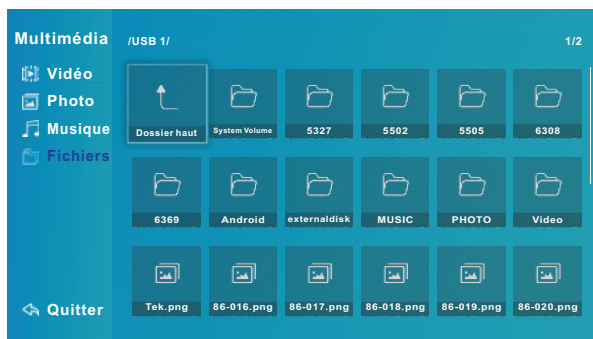 Multimédia
/USB 1/
1/2
Vidéo
Photo
Musique
Fichiers
Quitter
Dossier haut
System Volume
5327
5502
5505
6308
6369
Android
externaldisk
MUSIC
PHOTO
Video
Tek.png
86-016.png
86-017.png
86-018.png
86-019.png
86-020.png